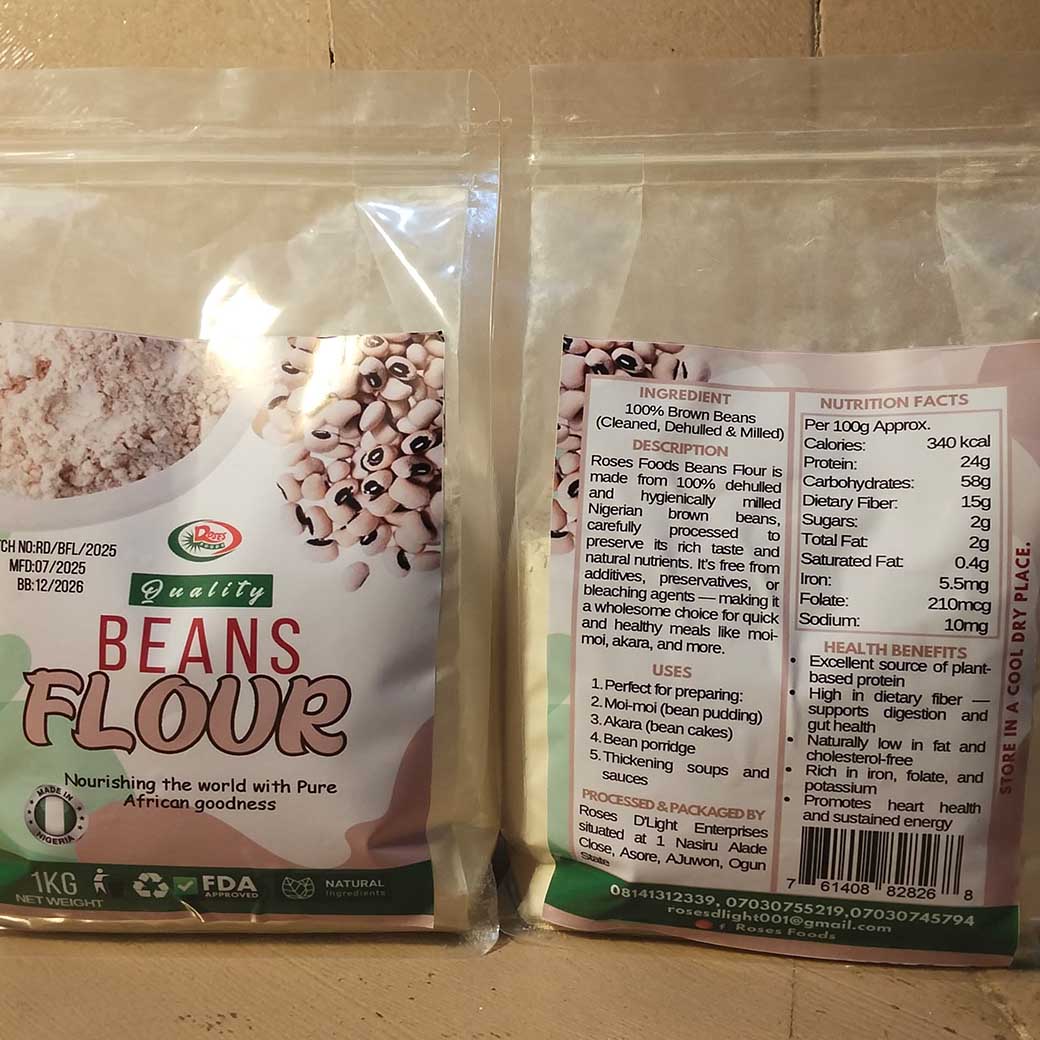 CH NO:RD/BFL/2025
MFD:07/2025
BB:12/2026
Roses
FOODS
Quality
BEANS
FLOUR
Nourishing the world with Pure
African goodness
MADE IN
NIGERIA
1KG
NET WEIGHT
FDA
APPROVED
NATURAL
Ingredients
INGREDIENT
100% Brown Beans
(Cleaned, Dehulled & Milled)
DESCRIPTION
Roses Foods Beans Flour is
made from 100% dehulled
and hygienically milled
Nigerian brown beans,
carefully processed to
preserve its rich taste and
natural nutrients. It's free from
additives, preservatives, or
bleaching agents — making it
a wholesome choice for quick
and healthy meals like moi-
moi, akara, and more.
USES
1. Perfect for preparing:
2. Moi-moi (bean pudding)
3. Akara (bean cakes)
4. Bean porridge
5. Thickening soups and
sauces
PROCESSED & PACKAGED BY
Roses D'Light Enterprises
situated at 1 Nasiru Alade
Close, Asore, AJuwon, Ogun
State
NUTRITION FACTS
Per 100g Approx.
Calories: 340 kcal
Protein: 24g
Carbohydrates: 58g
Dietary Fiber: 15g
Sugars: 2g
Total Fat: 2g
Saturated Fat: 0.4g
Iron: 5.5mg
Folate: 210mcg
Sodium: 10mg
HEALTH BENEFITS
• Excellent source of plant-
based protein
• High in dietary fiber —
supports digestion and
gut health
• Naturally low in fat and
cholesterol-free
• Rich in iron, folate, and
potassium
• Promotes heart health
and sustained energy
7 61408 82826 8
STORE IN A COOL DRY PLACE.
08141312339, 07030755219,07030745794
rosesdlight001@gmail.com
f Roses Foods